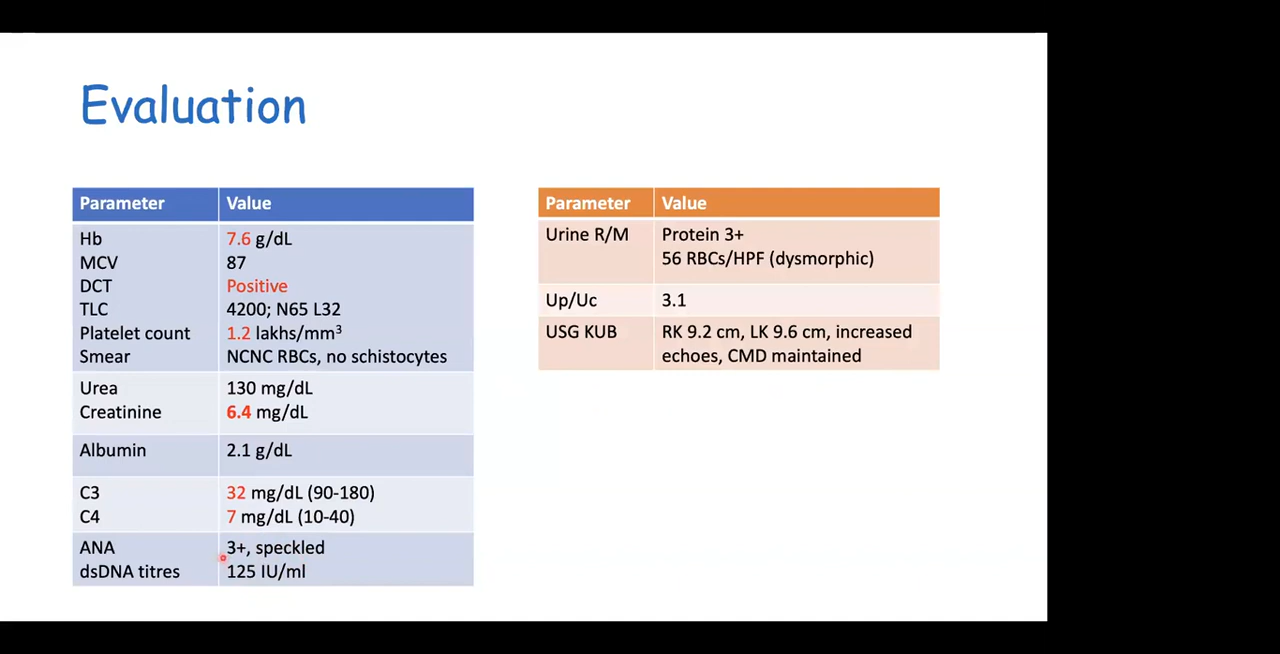 Evaluation
Parameter Value
Hb 7.6 g/dL
MCV 87
DCT Positive
TLC 4200; N65 L32
Platelet count 1.2 lakhs/mm³
Smear NCNC RBCs, no schistocytes
Urea 130 mg/dL
Creatinine 6.4 mg/dL
Albumin 2.1 g/dL
C3 32 mg/dL (90-180)
C4 7 mg/dL (10-40)
ANA 3+, speckled
dsDNA titres 125 IU/ml
Parameter Value
Urine R/M Protein 3+
56 RBCs/HPF (dysmorphic)
Up/Uc 3.1
USG KUB RK 9.2 cm, LK 9.6 cm, increased
echoes, CMD maintained